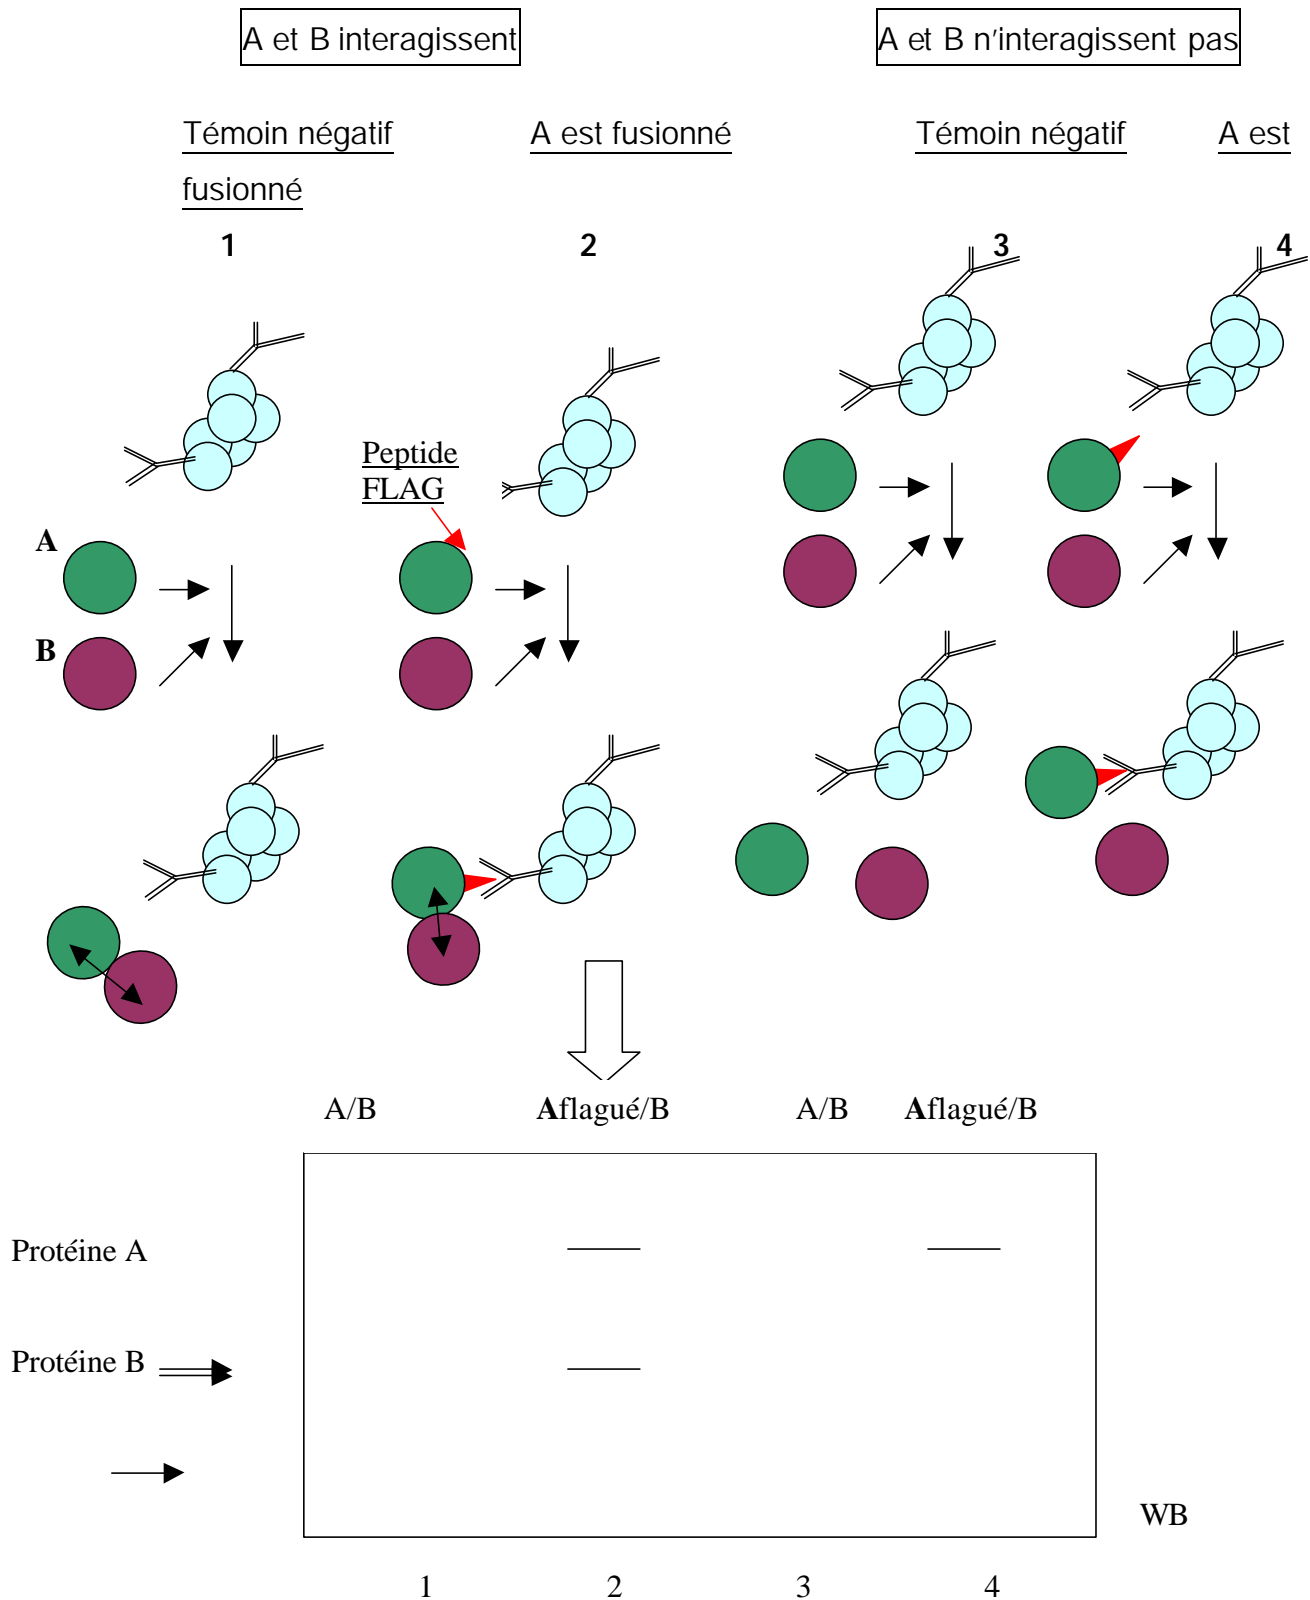 A et B interagissent A et B n'interagissent pas
Témoin négatif A est fusionné Témoin négatif A est
fusionné
1 2 3 4
Peptide
FLAG
A
B
A/B Aflagué/B A/B Aflagué/B
Protéine A
Protéine B
WB
1 2 3 4